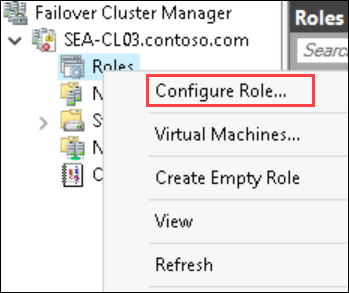 Failover Cluster Manager
SEA-CL03.contoso.com
Roles
N
S
N
C
Configure Role...
Virtual Machines...
Create Empty Role
View
Refresh
Roles
Search